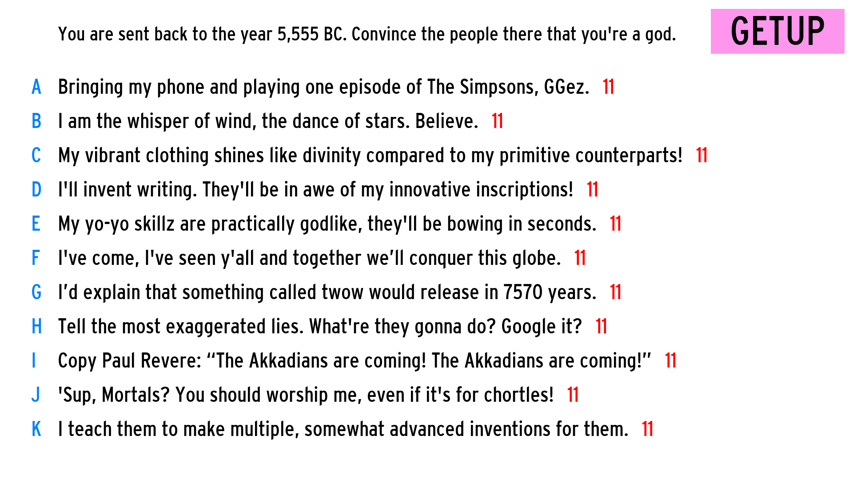 You are sent back to the year 5,555 BC. Convince the people there that you're a god.
GETUP
A Bringing my phone and playing one episode of The Simpsons, GGez. 11
B I am the whisper of wind, the dance of stars. Believe. 11
C My vibrant clothing shines like divinity compared to my primitive counterparts! 11
D I'll invent writing. They'll be in awe of my innovative inscriptions! 11
E My yo-yo skillz are practically godlike, they'll be bowing in seconds. 11
F I've come, I've seen y'all and together we’ll conquer this globe. 11
G I’d explain that something called twow would release in 7570 years. 11
H Tell the most exaggerated lies. What're they gonna do? Google it? 11
I Copy Paul Revere: “The Akkadians are coming! The Akkadians are coming!” 11
J 'Sup, Mortals? You should worship me, even if it's for chortles! 11
K I teach them to make multiple, somewhat advanced inventions for them. 11